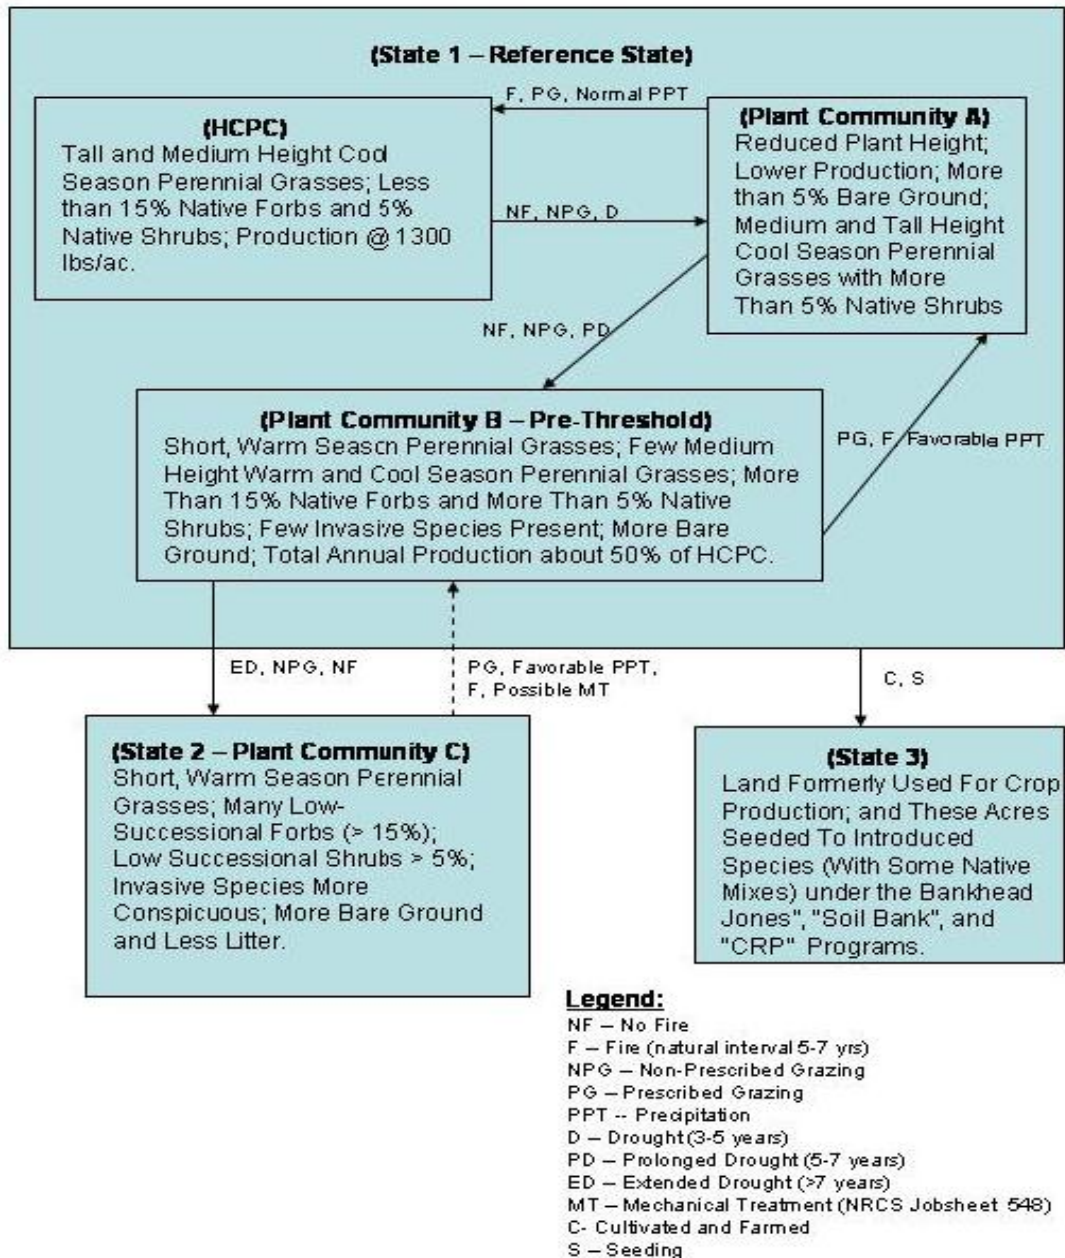 (State 1 – Reference State)
F, PG, Normal PPT
(HCPC)
Tall and Medium Height Cool
Season Perennial Grasses; Less
than 15% Native Forbs and 5%
Native Shrubs; Production @ 1300
lbs/ac.
NF, NPG, D
(Plant Community A)
Reduced Plant Height;
Lower Production; More
than 5% Bare Ground;
Medium and Tall Height
Cool Season Perennial
Grasses with More
Than 5% Native Shrubs
NF, NPG, PD
PG, F, Favorable PPT
(Plant Community B – Pre-Threshold)
Short, Warm Season Perennial Grasses; Few Medium
Height Warm and Cool Season Perennial Grasses; More
Than 15% Native Forbs and More Than 5% Native
Shrubs; Few Invasive Species Present; More Bare
Ground; Total Annual Production about 50% of HCPC.
ED, NPG, NF
PG, Favorable PPT,
F, Possible MT
C, S
(State 2 – Plant Community C)
Short, Warm Season Perennial
Grasses; Many Low-
Successional Forbs (> 15%);
Low Successional Shrubs > 5%;
Invasive Species More
Conspicuous; More Bare Ground
and Less Litter.
(State 3)
Land Formerly Used For Crop
Production; and These Acres
Seeded To Introduced
Species (With Some Native
Mixes) under the Bankhead
Jones", "Soil Bank", and
"CRP" Programs.
Legend:
NF – No Fire
F – Fire (natural interval 5-7 yrs)
NPG – Non-Prescribed Grazing
PG – Prescribed Grazing
PPT -- Precipitation
D – Drought (3-5 years)
PD – Prolonged Drought (5-7 years)
ED – Extended Drought (>7 years)
MT – Mechanical Treatment (NRCS Jobsheet 548)
C- Cultivated and Farmed
S – Seeding